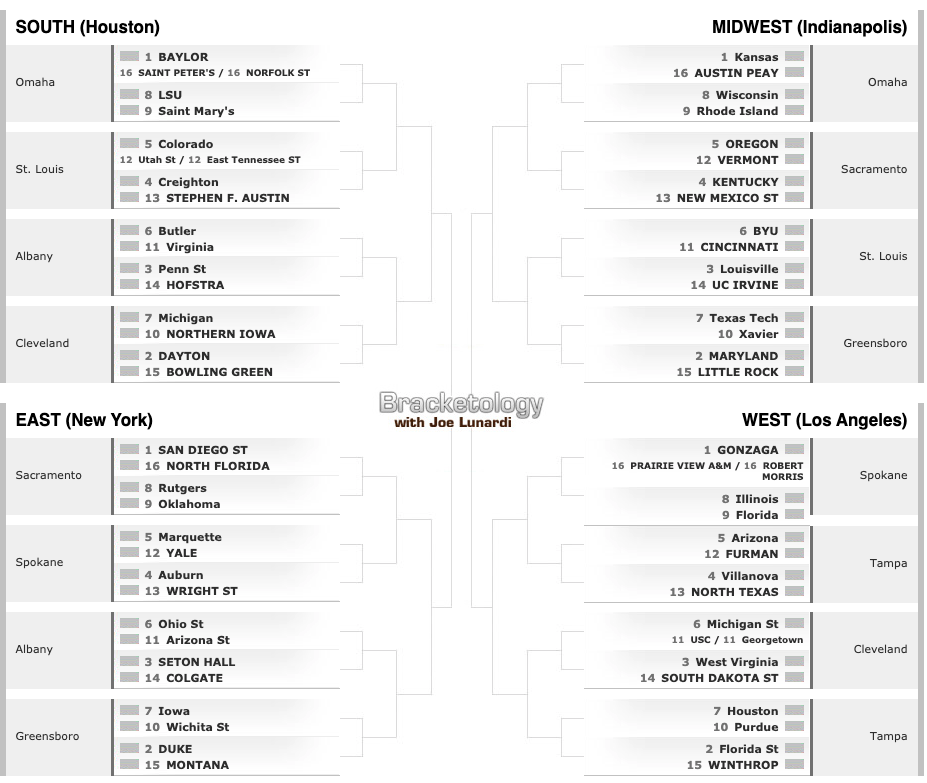 SOUTH (Houston)
Omaha
1 BAYLOR
16 SAINT PETER'S / 16 NORFOLK ST
8 LSU
9 Saint Mary's
St. Louis
5 Colorado
12 Utah St / 12 East Tennessee ST
4 Creighton
13 STEPHEN F. AUSTIN
Albany
6 Butler
11 Virginia
3 Penn St
14 HOFSTRA
Cleveland
7 Michigan
10 NORTHERN IOWA
2 DAYTON
15 BOWLING GREEN
MIDWEST (Indianapolis)
1 Kansas
16 AUSTIN PEAY
8 Wisconsin
9 Rhode Island
Omaha
5 OREGON
12 VERMONT
4 KENTUCKY
13 NEW MEXICO ST
Sacramento
6 BYU
11 CINCINNATI
3 Louisville
14 UC IRVINE
St. Louis
7 Texas Tech
10 Xavier
2 MARYLAND
15 LITTLE ROCK
Greensboro
Bracketology
with Joe Lunardi
EAST (New York)
Sacramento
1 SAN DIEGO ST
16 NORTH FLORIDA
8 Rutgers
9 Oklahoma
Spokane
5 Marquette
12 YALE
4 Auburn
13 WRIGHT ST
Albany
6 Ohio St
11 Arizona St
3 SETON HALL
14 COLGATE
Greensboro
7 Iowa
10 Wichita St
2 DUKE
15 MONTANA
WEST (Los Angeles)
1 GONZAGA
16 PRAIRIE VIEW A&M / 16 ROBERT
MORRIS
8 Illinois
9 Florida
Spokane
5 Arizona
12 FURMAN
4 Villanova
13 NORTH TEXAS
Tampa
6 Michigan St
11 USC / 11 Georgetown
3 West Virginia
14 SOUTH DAKOTA ST
Cleveland
7 Houston
10 Purdue
2 Florida St
15 WINTHROP
Tampa